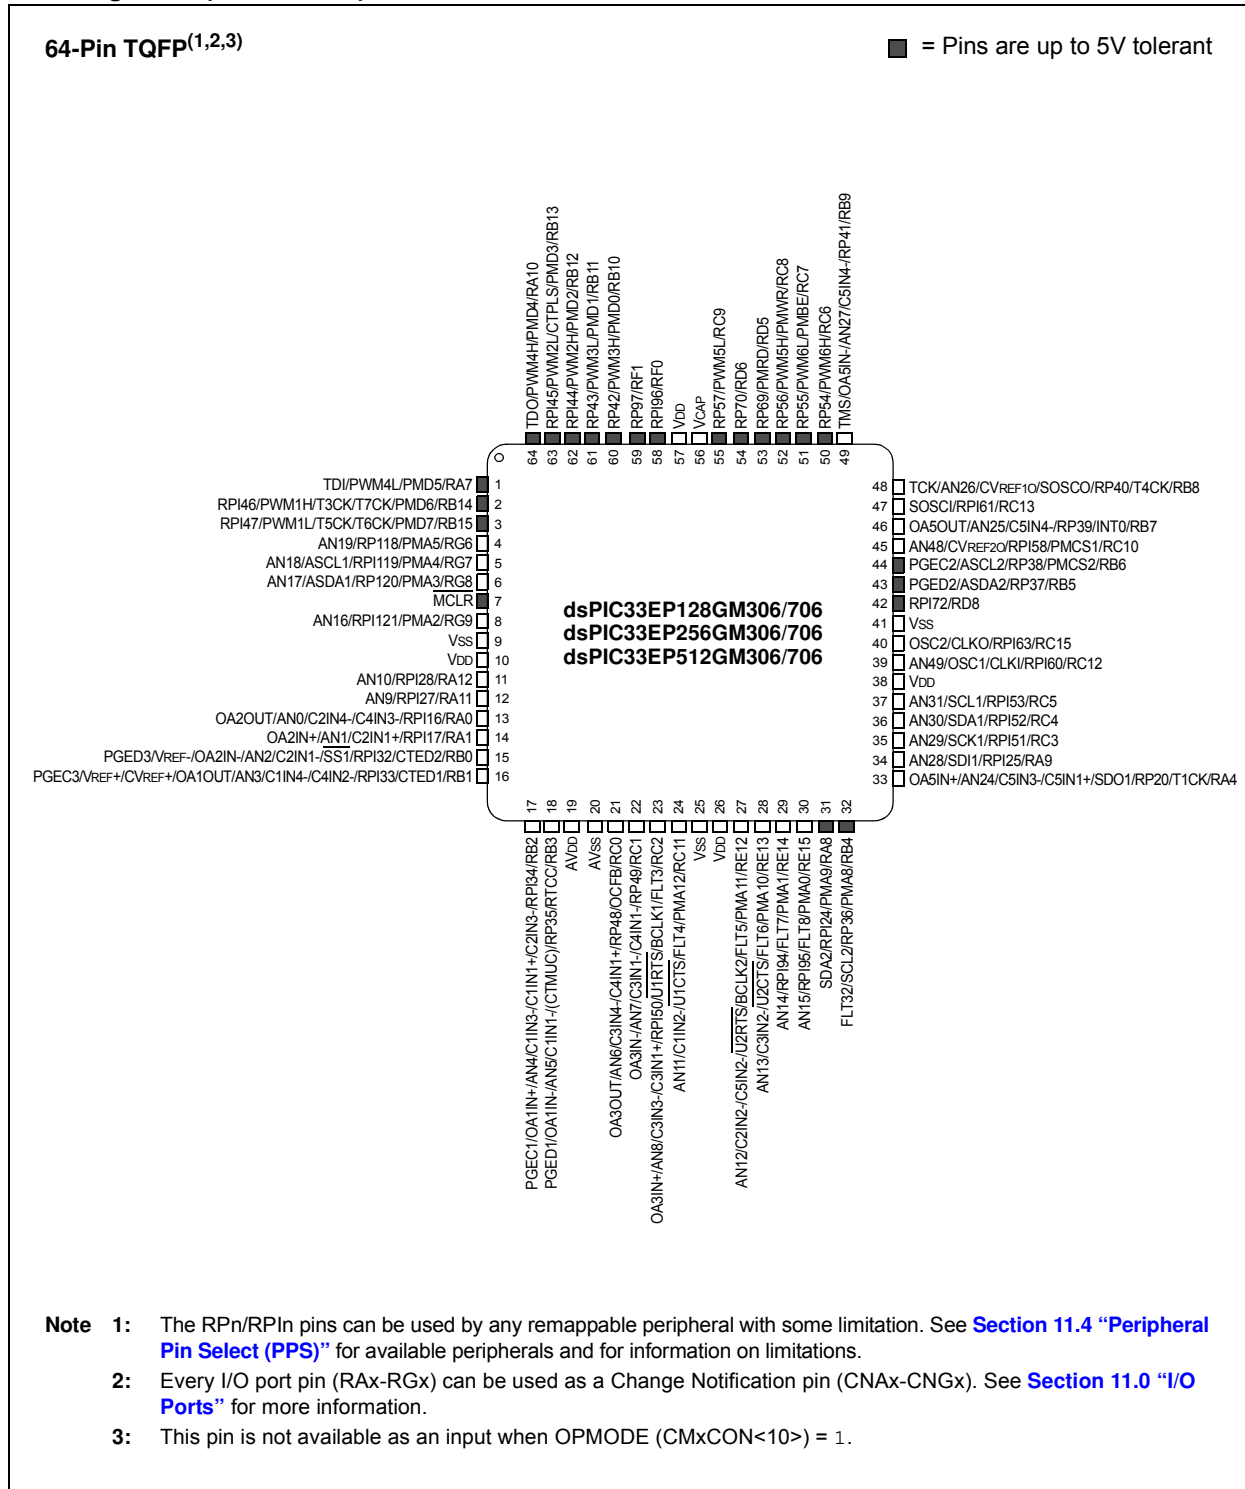 64-Pin TQFP(1,2,3)
= Pins are up to 5V tolerant
TDO/PWM4H/PMD4/RA10
RPI45/PWM2L/CTPLS/PMD3/RB13
RPI44/PWM2H/PMD2/RB12
RP43/PWM3L/PMD1/RB11
RP42/PWM3H/PMD0/RB10
RP97/RF1
RPI96/RF0
VDD
VCAP
RP57/PWM5L/RC9
RP70/RD6
RP69/PMRD/RD5
RP56/PWM5H/PMWR/RC8
RP55/PWM6L/PMBE/RC7
RP54/PWM6H/RC6
TMS/OA5IN-/AN27/C5IN4-/RP41/RB9
64 63 62 61 60 59 58 57 56 55 54 53 52 51 50 49
TDI/PWM4L/PMD5/RA7 1
RPI46/PWM1H/T3CK/T7CK/PMD6/RB14 2
RPI47/PWM1L/T5CK/T6CK/PMD7/RB15 3
AN19/RP118/PMA5/RG6 4
AN18/ASCL1/RPI119/PMA4/RG7 5
AN17/ASDA1/RP120/PMA3/RG8 6
MCLR 7
AN16/RPI121/PMA2/RG9 8
VSS 9
VDD 10
AN10/RPI28/RA12 11
AN9/RPI27/RA11 12
OA2OUT/AN0/C2IN4-/C4IN3-/RPI16/RA0 13
OA2IN+/AN1/C2IN1+/RPI17/RA1 14
PGED3/VREF-/OA2IN-/AN2/C2IN1-/SS1/RPI32/CTED2/RB0 15
PGEC3/VREF+/CVREF+/OA1OUT/AN3/C1IN4-/C4IN2-/RPI33/CTED1/RB1 16
dsPIC33EP128GM306/706
dsPIC33EP256GM306/706
dsPIC33EP512GM306/706
48 TCK/AN26/CVREF1O/SOSCO/RP40/T4CK/RB8
47 SOSCI/RPI61/RC13
46 OA5OUT/AN25/C5IN4-/RP39/INT0/RB7
45 AN48/CVREF2O/RPI58/PMCS1/RC10
44 PGEC2/ASCL2/RP38/PMCS2/RB6
43 PGED2/ASDA2/RP37/RB5
42 RPI72/RD8
41 VSS
40 OSC2/CLKO/RPI63/RC15
39 AN49/OSC1/CLKI/RPI60/RC12
38 VDD
37 AN31/SCL1/RPI53/RC5
36 AN30/SDA1/RPI52/RC4
35 AN29/SCK1/RPI51/RC3
34 AN28/SDI1/RPI25/RA9
33 OA5IN+/AN24/C5IN3-/C5IN1+/SDO1/RP20/T1CK/RA4
17 18 19 20 21 22 23 24 25 26 27 28 29 30 31 32
PGEC1/OA1IN+/AN4/C1IN3-/C1IN1+/C2IN3-/RPI34/RB2
PGED1/OA1IN-/AN5/C1IN1-/(CTMUC)/RP35/RTCC/RB3
AVDD
AVSS
OA3OUT/AN6/C3IN4-/C4IN1+/RP48/OCFB/RC0
OA3IN-/AN7/C3IN1-/C4IN1-/RP49/RC1
OA3IN+/AN8/C3IN3-/C3IN1+/RPI50/U1RTS/BCLK1/FLT3/RC2
AN11/C1IN2-/U1CTS/FLT4/PMA12/RC11
VSS
VDD
AN12/C2IN2-/C5IN2-/U2RTS/BCLK2/FLT5/PMA11/RE12
AN13/C3IN2-/U2CTS/FLT6/PMA10/RE13
AN14/RPI94/FLT7/PMA1/RE14
AN15/RPI95/FLT8/PMA0/RE15
SDA2/RPI24/PMA9/RA8
FLT32/SCL2/RP36/PMA8/RB4
Note 1: The RPn/RPIn pins can be used by any remappable peripheral with some limitation. See Section 11.4 “Peripheral
Pin Select (PPS)” for available peripherals and for information on limitations.
2: Every I/O port pin (RAx-RGx) can be used as a Change Notification pin (CNAx-CNGx). See Section 11.0 “I/O
Ports” for more information.
3: This pin is not available as an input when OPMODE (CMxCON<10>) = 1.